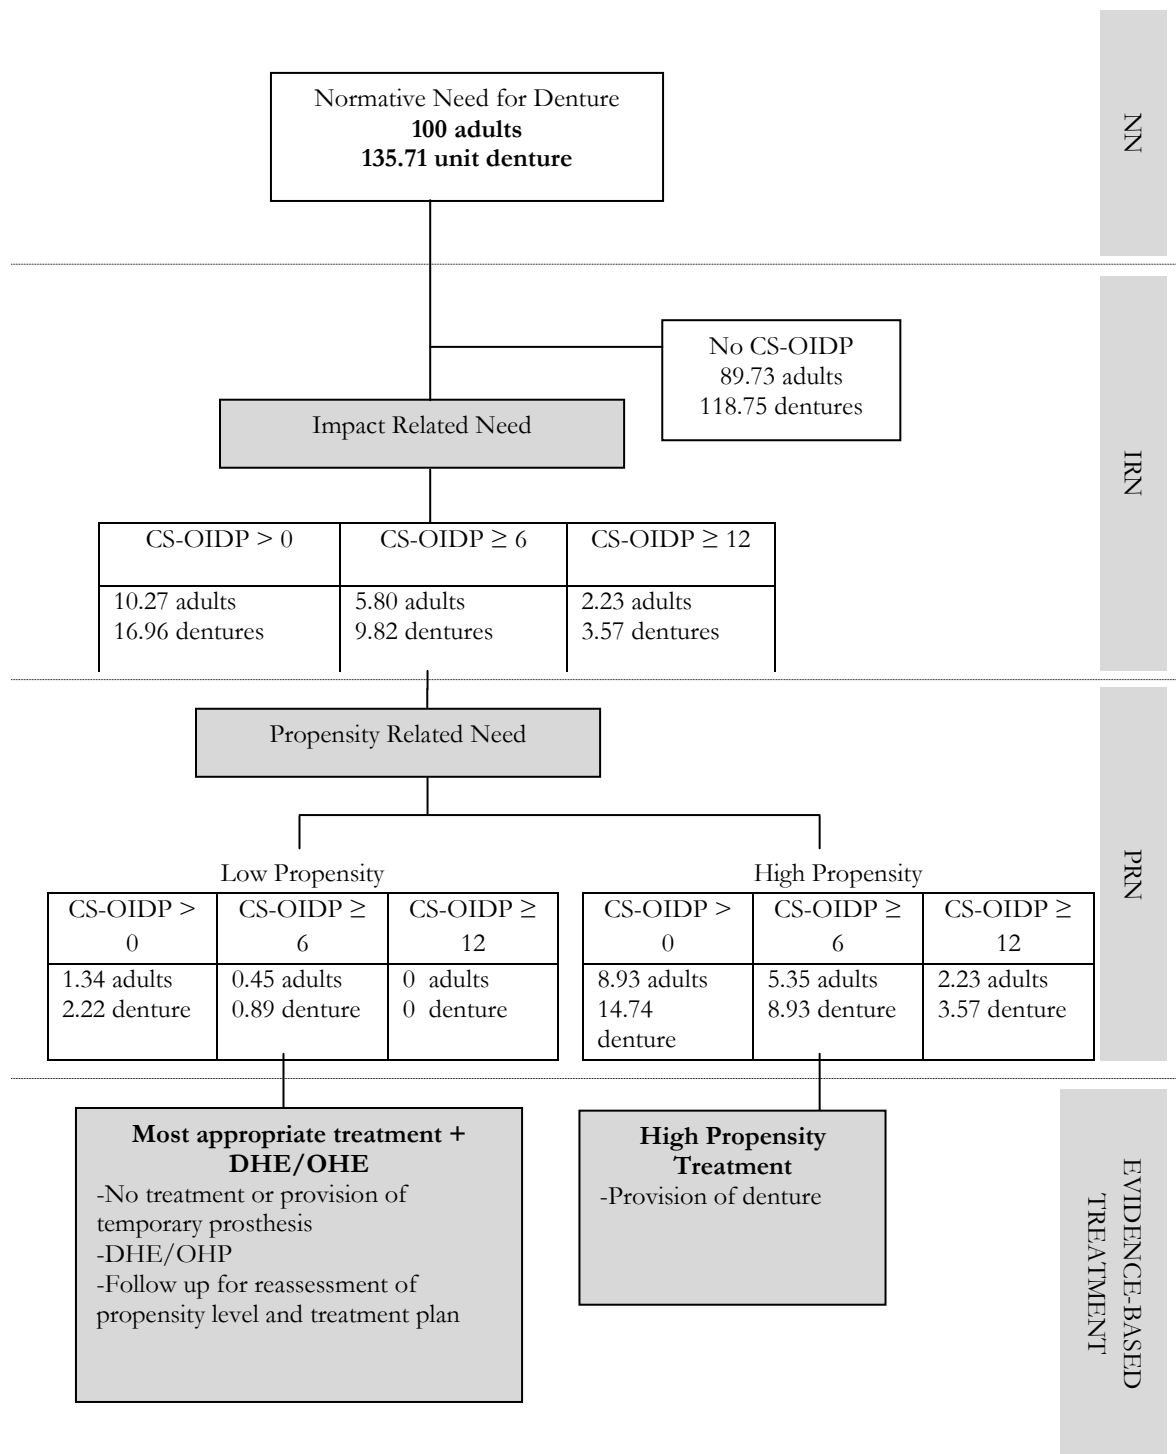 Normative Need for Denture
100 adults
135.71 unit denture
NN
No CS-OIDP
89.73 adults
118.75 dentures
Impact Related Need
IRN
CS-OIDP > 0
CS-OIDP ≥ 6
CS-OIDP ≥ 12
10.27 adults
16.96 dentures
5.80 adults
9.82 dentures
2.23 adults
3.57 dentures
Propensity Related Need
PRN
Low Propensity
CS-OIDP >
0
CS-OIDP ≥
6
CS-OIDP ≥
12
1.34 adults
2.22 denture
0.45 adults
0.89 denture
0 adults
0 denture
High Propensity
CS-OIDP >
0
CS-OIDP ≥
6
CS-OIDP ≥
12
8.93 adults
14.74
denture
5.35 adults
8.93 denture
2.23 adults
3.57 denture
Most appropriate treatment +
DHE/OHE
-No treatment or provision of
temporary prosthesis
-DHE/OHP
-Follow up for reassessment of
propensity level and treatment plan
High Propensity
Treatment
-Provision of denture
EVIDENCE-BASED
TREATMENT